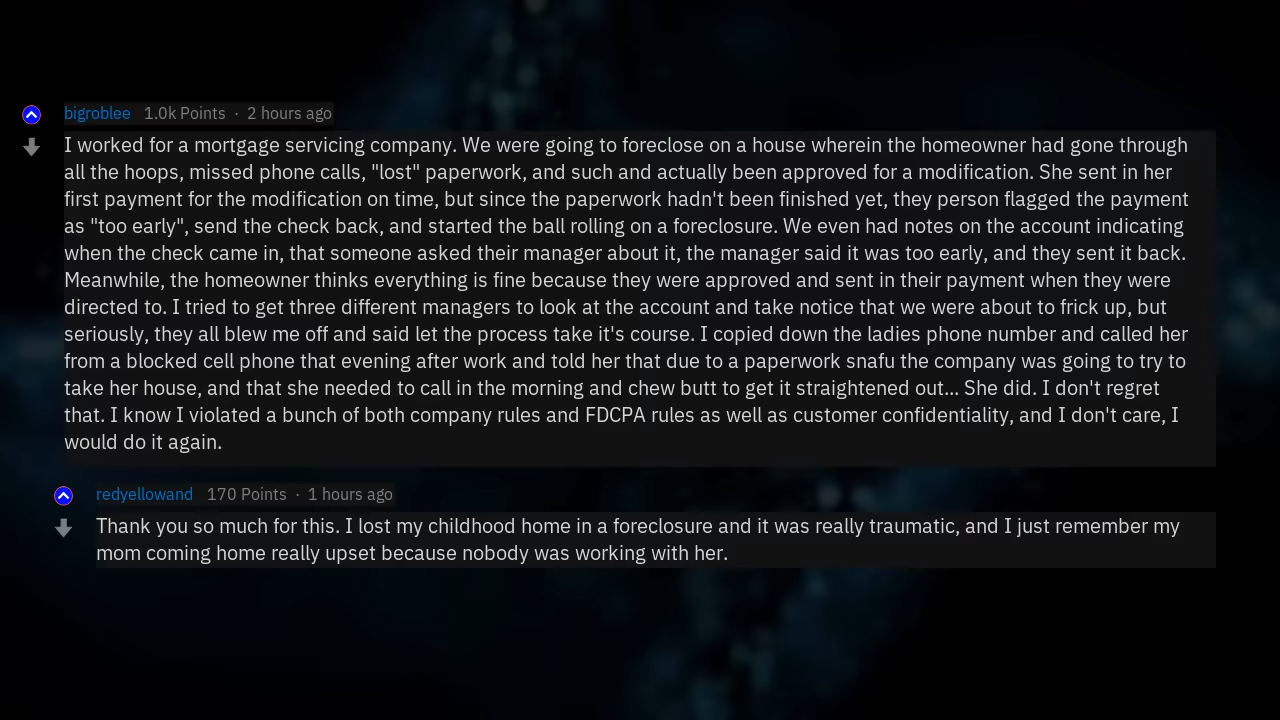 bigroblee 1.0k Points · 2 hours ago
I worked for a mortgage servicing company. We were going to foreclose on a house wherein the homeowner had gone through
all the hoops, missed phone calls, "lost" paperwork, and such and actually been approved for a modification. She sent in her
first payment for the modification on time, but since the paperwork hadn't been finished yet, they person flagged the payment
as "too early", send the check back, and started the ball rolling on a foreclosure. We even had notes on the account indicating
when the check came in, that someone asked their manager about it, the manager said it was too early, and they sent it back.
Meanwhile, the homeowner thinks everything is fine because they were approved and sent in their payment when they were
directed to. I tried to get three different managers to look at the account and take notice that we were about to frick up, but
seriously, they all blew me off and said let the process take it's course. I copied down the ladies phone number and called her
from a blocked cell phone that evening after work and told her that due to a paperwork snafu the company was going to try to
take her house, and that she needed to call in the morning and chew butt to get it straightened out... She did. I don't regret
that. I know I violated a bunch of both company rules and FDCPA rules as well as customer confidentiality, and I don't care, I
would do it again.
redyellowand 170 Points · 1 hours ago
Thank you so much for this. I lost my childhood home in a foreclosure and it was really traumatic, and I just remember my
mom coming home really upset because nobody was working with her.